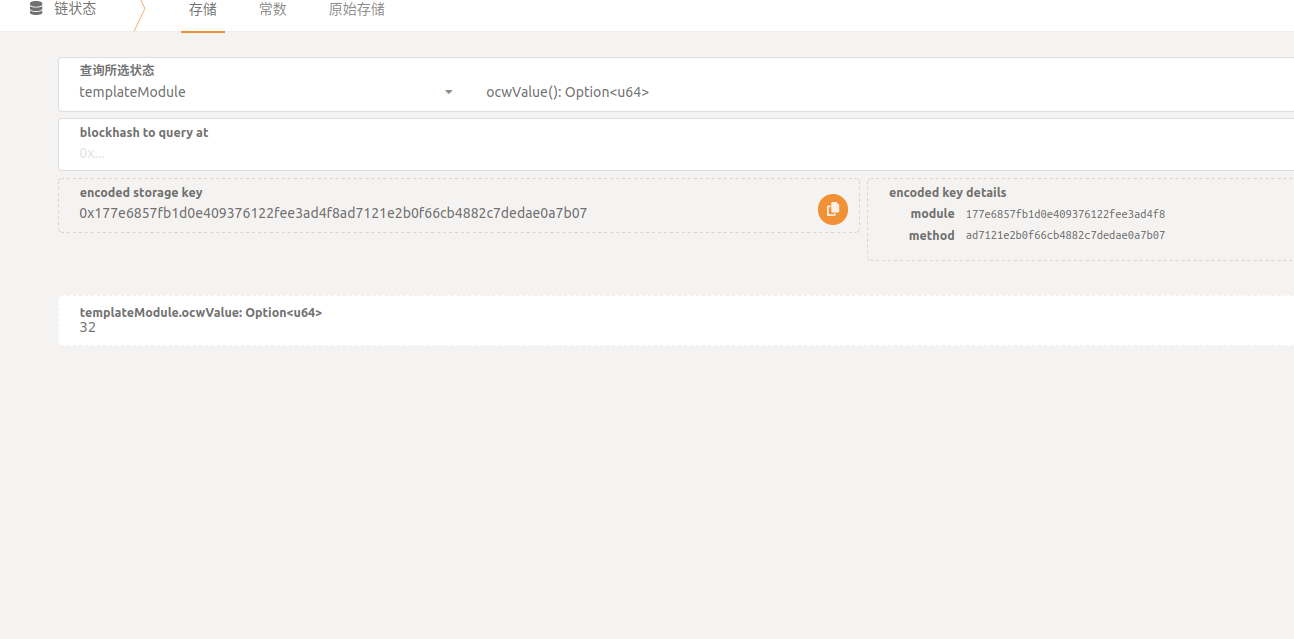 链状态 存储 常数 原始存储
查询所选状态
templateModule ocwValue(): Option<u64>
blockhash to query at
0x...
encoded storage key
0x177e6857fb1d0e409376122fee3ad4f8ad7121e2b0f66cb4882c7dedae0a7b07
encoded key details
module 177e6857fb1d0e409376122fee3ad4f8
method ad7121e2b0f66cb4882c7dedae0a7b07
templateModule.ocwValue: Option<u64>
32